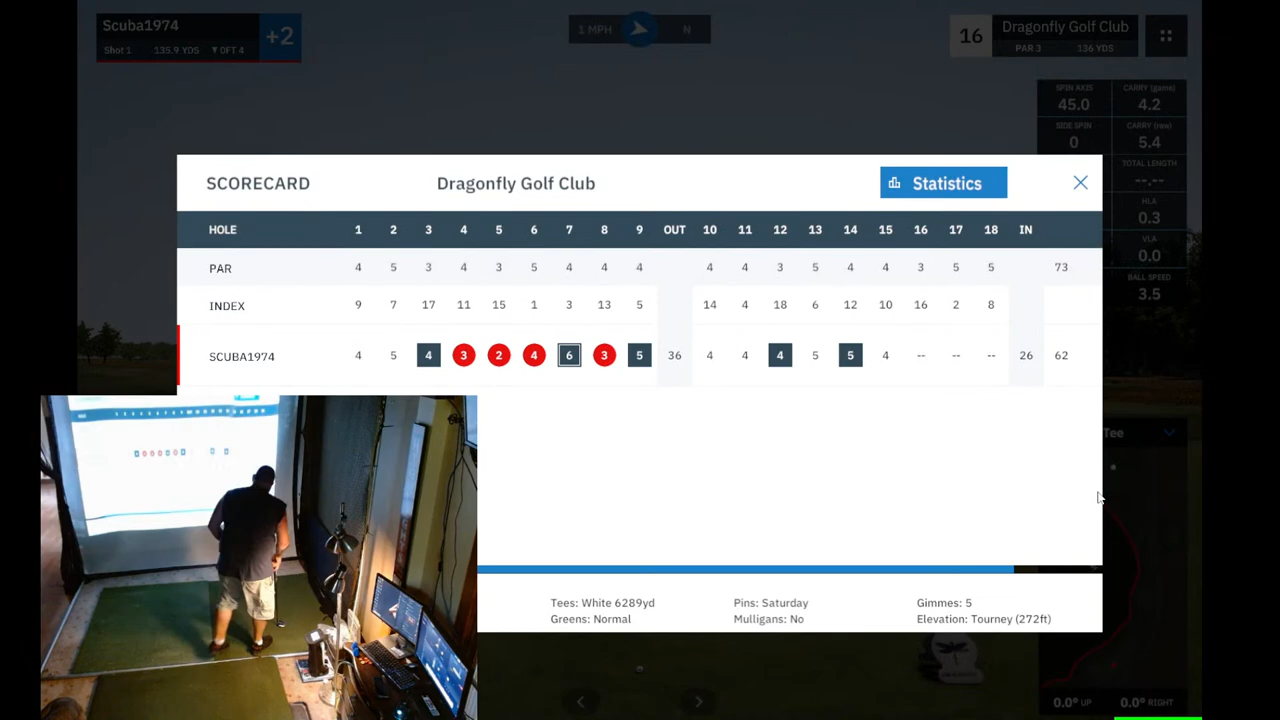 Scuba1974 +2
Shot 1 135.9 YDS ▼0FT 4
1 MPH N
16 Dragonfly Golf Club
PAR 3 136 YDS
SPIN AXIS CARRY (game)
45.0 4.2
SIDE SPIN CARRY (raw)
0 5.4
TOTAL LENGTH
--.--
HLA
0.3
VLA
0.0
BALL SPEED
3.5
SCORECARD Dragonfly Golf Club Statistics
HOLE 1 2 3 4 5 6 7 8 9 OUT 10 11 12 13 14 15 16 17 18 IN
PAR 4 5 3 4 3 5 4 4 4 4 4 3 5 4 4 3 5 5 73
INDEX 9 7 17 11 15 1 3 13 5 14 4 18 6 12 10 16 2 8
SCUBA1974 4 5 4 3 2 4 6 3 5 36 4 4 4 5 5 4 -- -- -- 26 62
Tee
Tees: White 6289yd Pins: Saturday Gimmes: 5
Greens: Normal Mulligans: No Elevation: Tourney (272ft)
0.0° UP 0.0° RIGHT